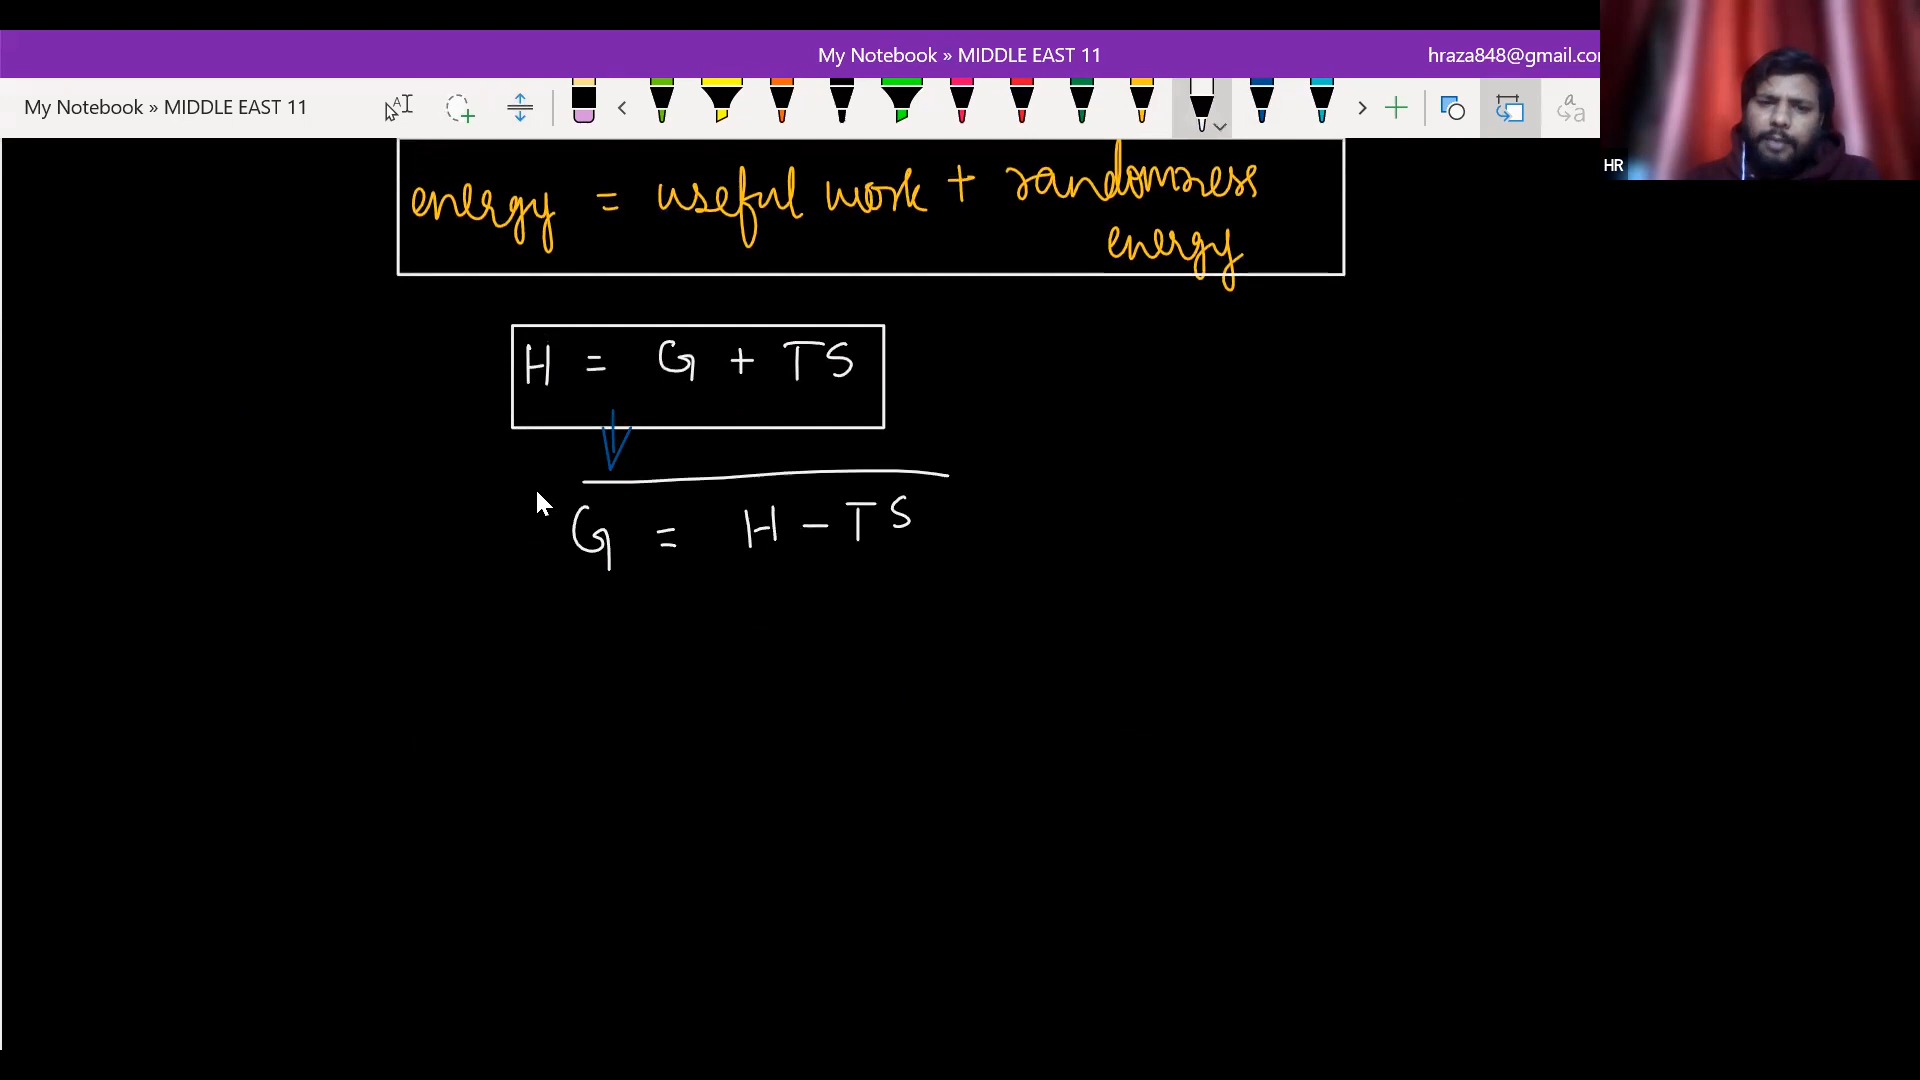 My Notebook » MIDDLE EAST 11
hraza848@gmail.co
My Notebook » MIDDLE EAST 11
HR
energy = useful work + randomness
energy
H = G + TS
G = H - TS